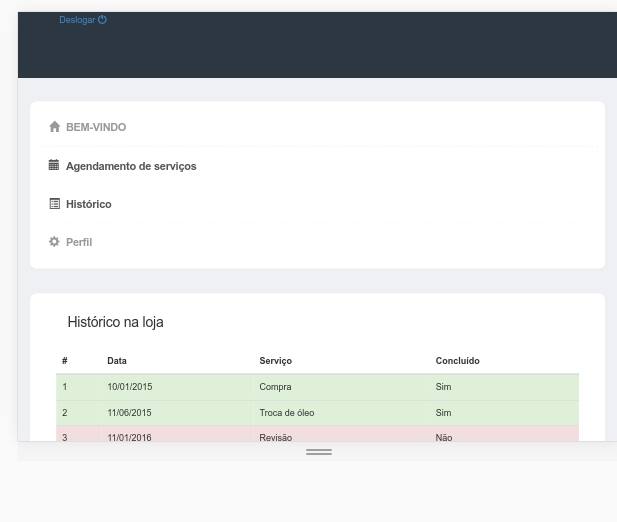 Deslogar
BEM-VINDO
Agendamento de serviços
Histórico
Perfil
Histórico na loja
# Data Serviço Concluído
1 10/01/2015 Compra Sim
2 11/06/2015 Troca de óleo Sim
3 11/01/2016 Revisão Não